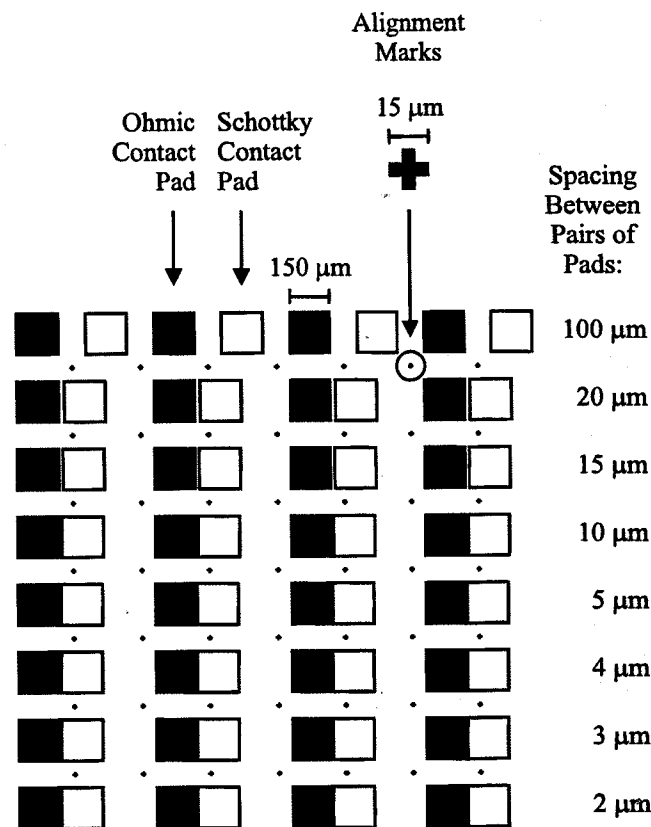 Alignment
Marks
15 μm
Ohmic
Contact
Pad
Schottky
Contact
Pad
Spacing
Between
Pairs of
Pads:
150 μm
100 μm
20 μm
15 μm
10 μm
5 μm
4 μm
3 μm
2 μm